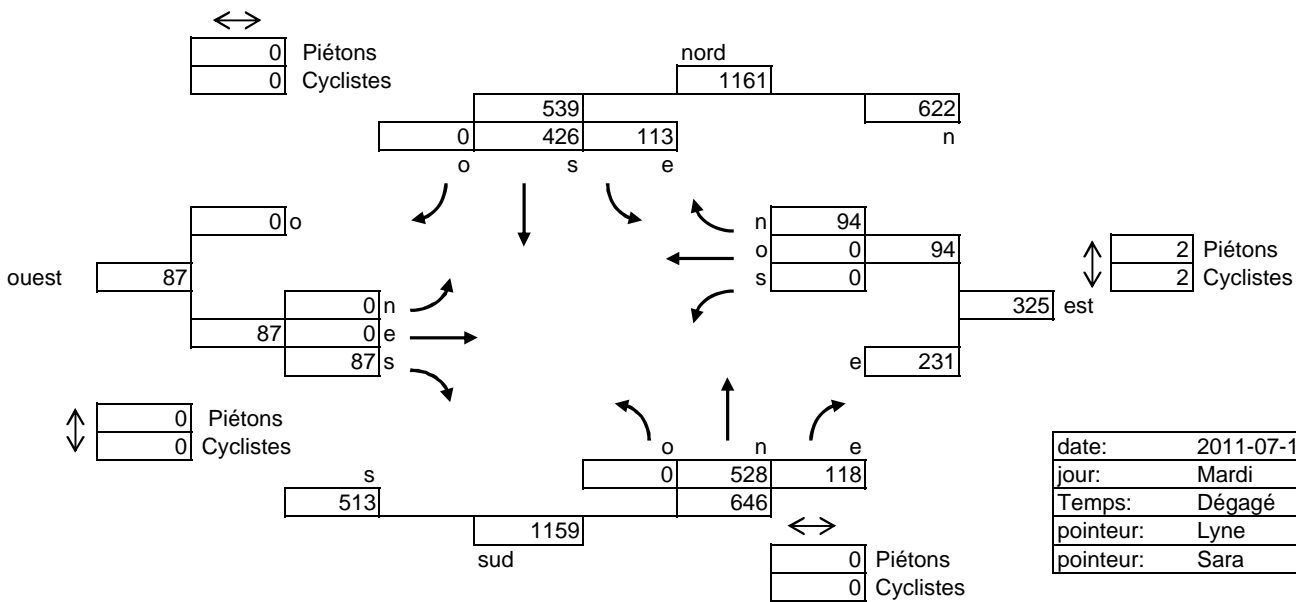 0 Piétons
nord
0 Cyclistes
1161
539
622
0 426 113
n
o s e
0 o
n 94
o 0 94
2 Piétons
ouest 87
s 0
2 Cyclistes
0 n
325 est
87 0 e
87 s
e 231
0 Piétons
0 Cyclistes
o n e
s
0 528 118
513
646
1159
sud
0 Piétons
0 Cyclistes
date: 2011-07-1
jour: Mardi
Temps: Dégagé
pointeur: Lyne
pointeur: Sara